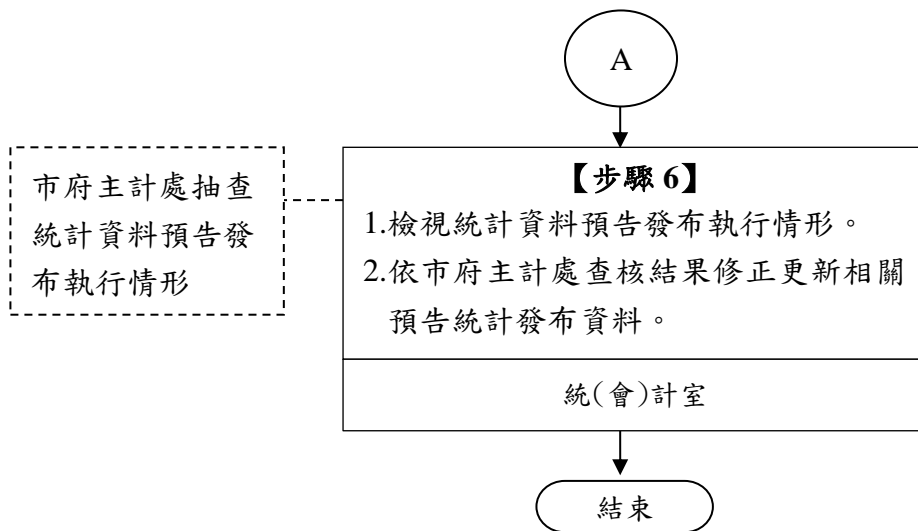 A
市府主計處抽查
統計資料預告發
布執行情形
【步驟 6】
1.檢視統計資料預告發布執行情形。
2.依市府主計處查核結果修正更新相關
預告統計發布資料。
統(會)計室
結束